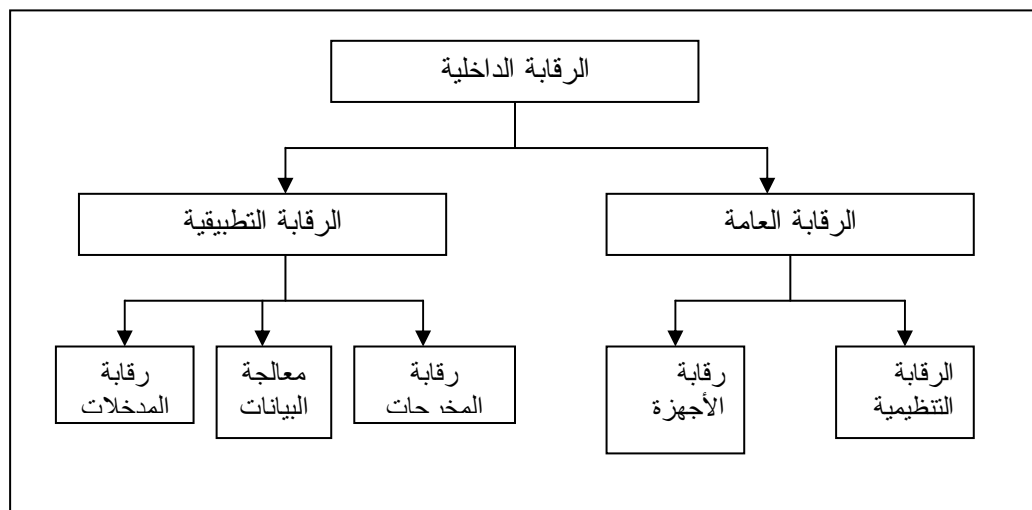 الرقابة الداخلية
الرقابة العامة
الرقابة التطبيقية
الرقابة
التنظيمية
رقابة
الأجهزة
رقابة
المخرجات
معالجة
البيانات
رقابة
المدخلات